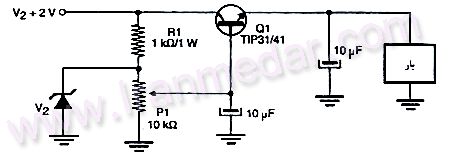 V₂ + 2 V
Q1
TIP31/41
R1
1 kΩ/1 W
10 µF
بار
V₂
P1
10 kΩ
10 µF
www.iranmedar.com